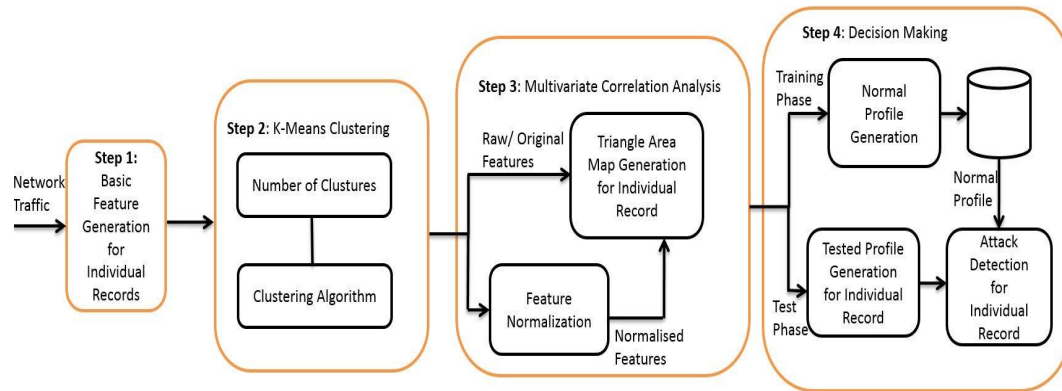 Network
Traffic
Step 1:
Basic
Feature
Generation
for
Individual
Records
Step 2: K-Means Clustering
Number of Clustures
Clustering Algorithm
Step 3: Multivariate Correlation Analysis
Raw/ Original
Features
Triangle Area
Map Generation
for Individual
Record
Feature
Normalization
Normalised
Features
Step 4: Decision Making
Training
Phase
Normal
Profile
Generation
Normal
Profile
Test
Phase
Tested Profile
Generation
for Individual
Record
Attack
Detection
for
Individual
Record